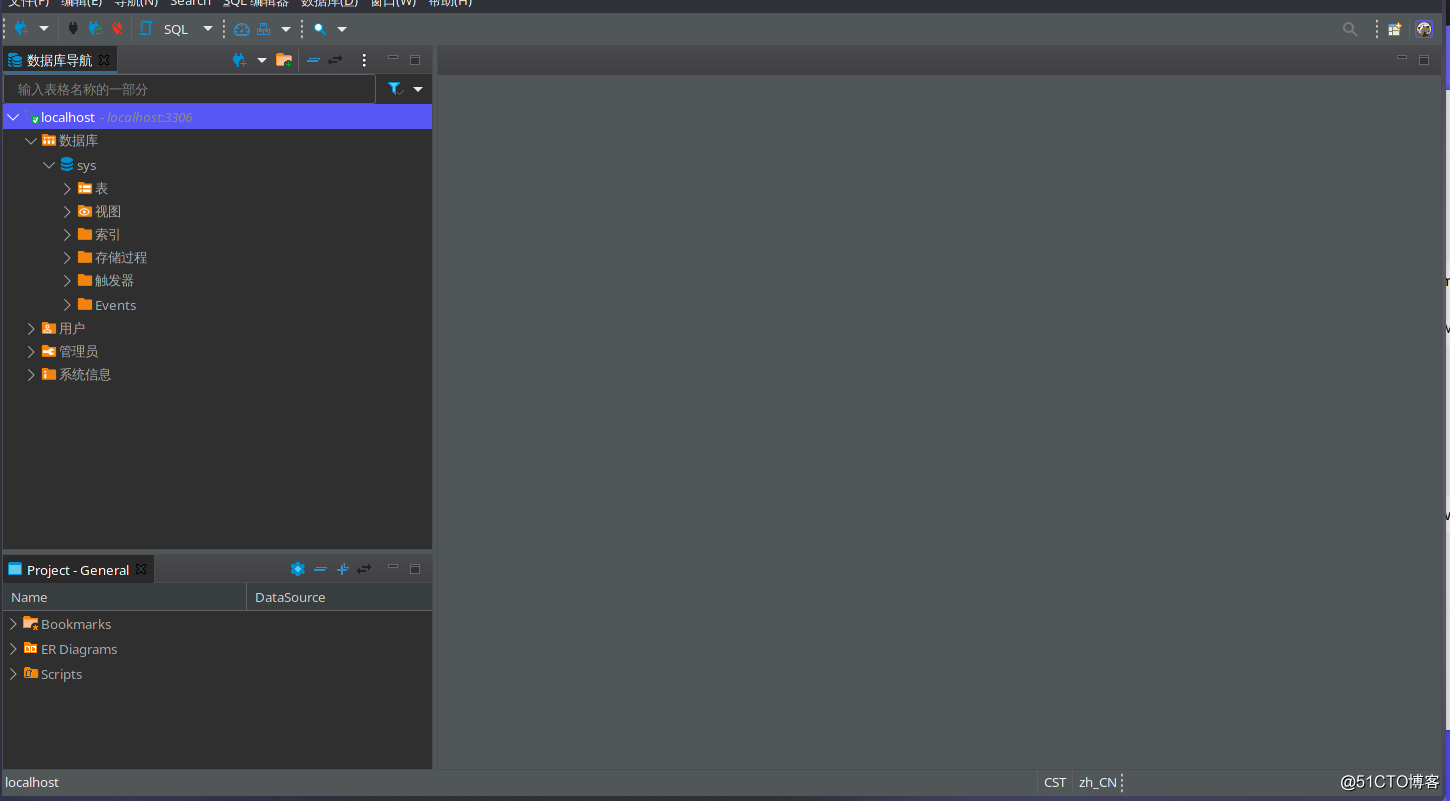 文件(F) 编辑(E) 导航(N) Search SQL 编辑器 数据库(D) 窗口(W) 帮助(H)
SQL
数据库导航
输入表格名称的一部分
localhost - localhost:3306
数据库
sys
表
视图
索引
存储过程
触发器
Events
用户
管理员
系统信息
Project - General
Name DataSource
Bookmarks
ER Diagrams
Scripts
localhost CST zh_CN
@51CTO博客